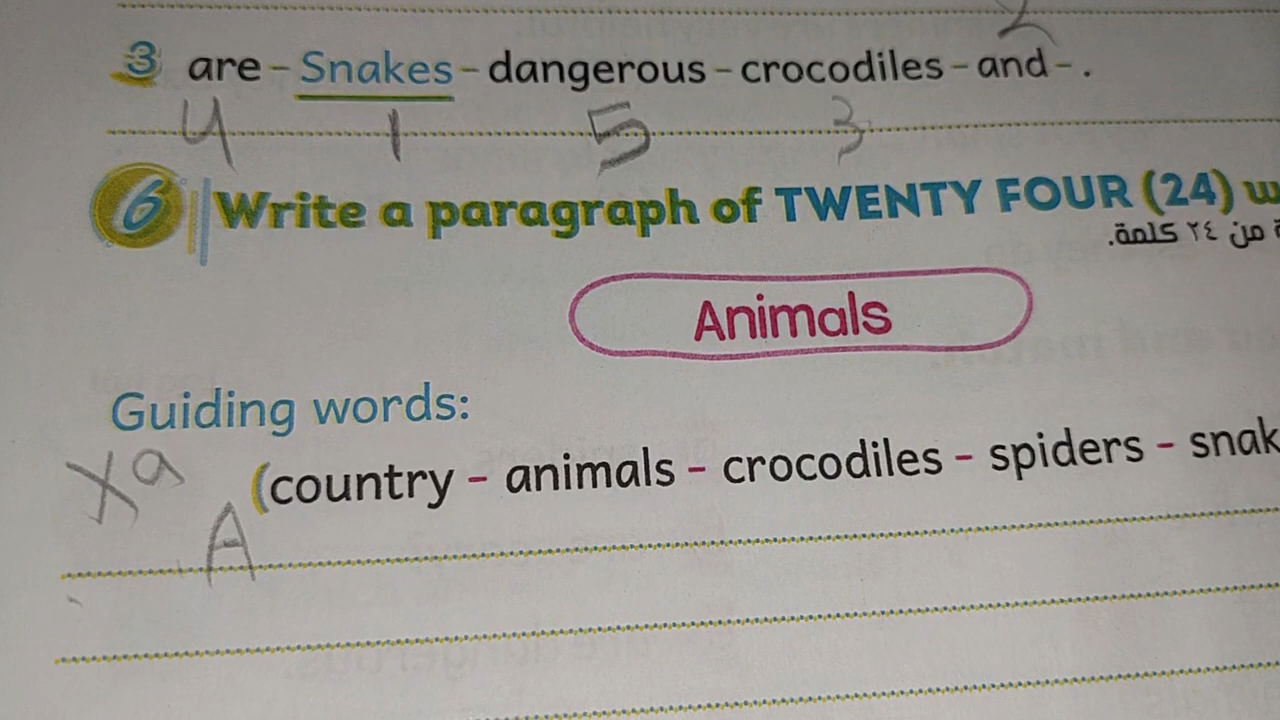 2
3 are - Snakes - dangerous - crocodiles - and - .
4 1 5 3
6 Write a paragraph of TWENTY FOUR (24)
من ٢٤ كلمة.
Animals
Guiding words:
X a
(country - animals - crocodiles - spiders -
A